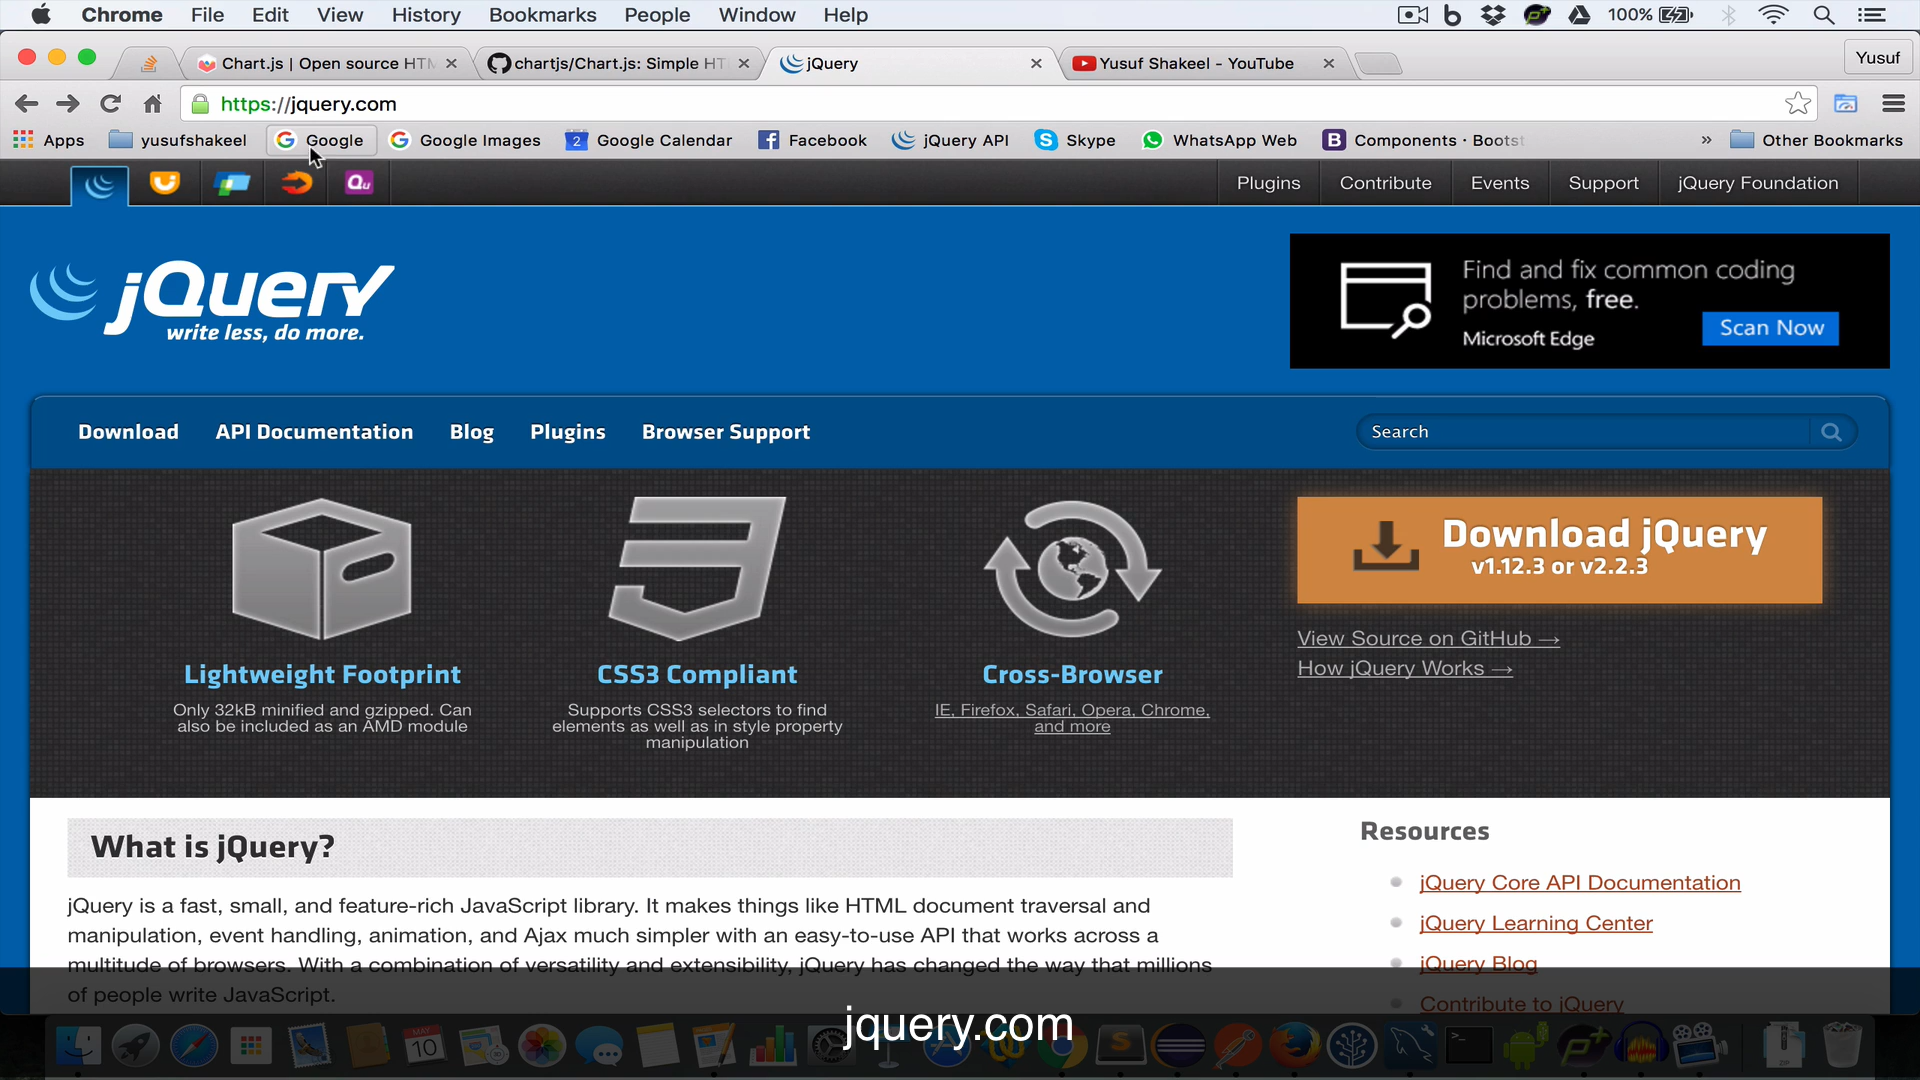 Chrome File Edit View History Bookmarks People Window Help 100%
Chart.js | Open source HTM chartjs/Chart.js: Simple HT jQuery Yusuf Shakeel - YouTube Yusuf
https://jquery.com
Apps yusufshakeel Google Google Images 2 Google Calendar Facebook jQuery API Skype WhatsApp Web B Components · Bootst » Other Bookmarks
Qu Plugins Contribute Events Support jQuery Foundation
jQuery
write less, do more.
Find and fix common coding
problems, free.
Microsoft Edge Scan Now
Download API Documentation Blog Plugins Browser Support Search
Download jQuery
v1.12.3 or v2.2.3
View Source on GitHub →
How jQuery Works →
Lightweight Footprint
Only 32kB minified and gzipped. Can
also be included as an AMD module
CSS3 Compliant
Supports CSS3 selectors to find
elements as well as in style property
manipulation
Cross-Browser
IE, Firefox, Safari, Opera, Chrome,
and more
What is jQuery?
jQuery is a fast, small, and feature-rich JavaScript library. It makes things like HTML document traversal and
manipulation, event handling, animation, and Ajax much simpler with an easy-to-use API that works across a
multitude of browsers. With a combination of versatility and extensibility, jQuery has changed the way that millions
of people write JavaScript.
Resources
jQuery Core API Documentation
jQuery Learning Center
jQuery Blog
Contribute to jQuery
jquery.com
MAY
10
ZIP